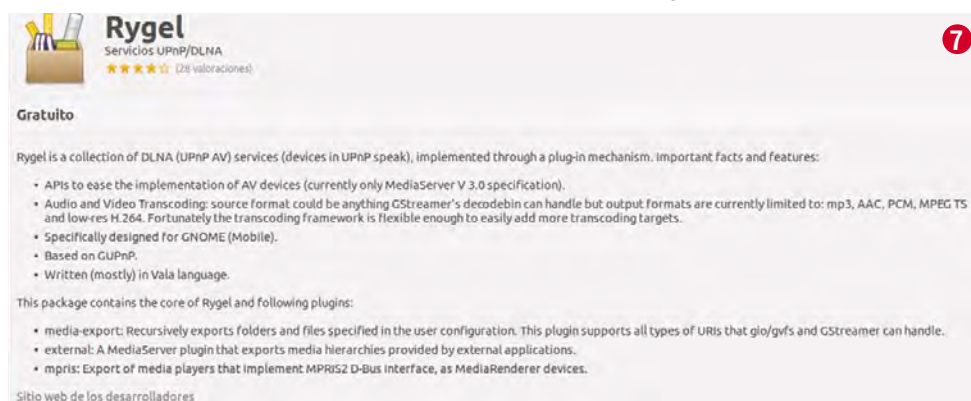 Rygel
7
Servicios UPnP/DLNA
(28 valoraciones)
Gratuito
Rygel is a collection of DLNA (UPnP AV) services (devices in UPnP speak), implemented through a plug-in mechanism. Important facts and features:
• APIs to ease the implementation of AV devices (currently only MediaServer V 3.0 specification).
• Audio and Video Transcoding: source format could be anything GStreamer's decodebin can handle but output formats are currently limited to: mp3, AAC, PCM, MPEG TS
and low-res H.264. Fortunately the transcoding framework is flexible enough to easily add more transcoding targets.
• Specifically designed for GNOME (Mobile).
• Based on GUPnP.
• Written (mostly) in Vala language.
This package contains the core of Rygel and following plugins:
• media-export: Recursively exports folders and files specified in the user configuration. This plugin supports all types of URIs that gio/gvfs and GStreamer can handle.
• external: A MediaServer plugin that exports media hierarchies provided by external applications.
• mpris: Export of media players that implement MPRIS2 D-Bus interface, as MediaRenderer devices.
Sitio web de los desarrolladores